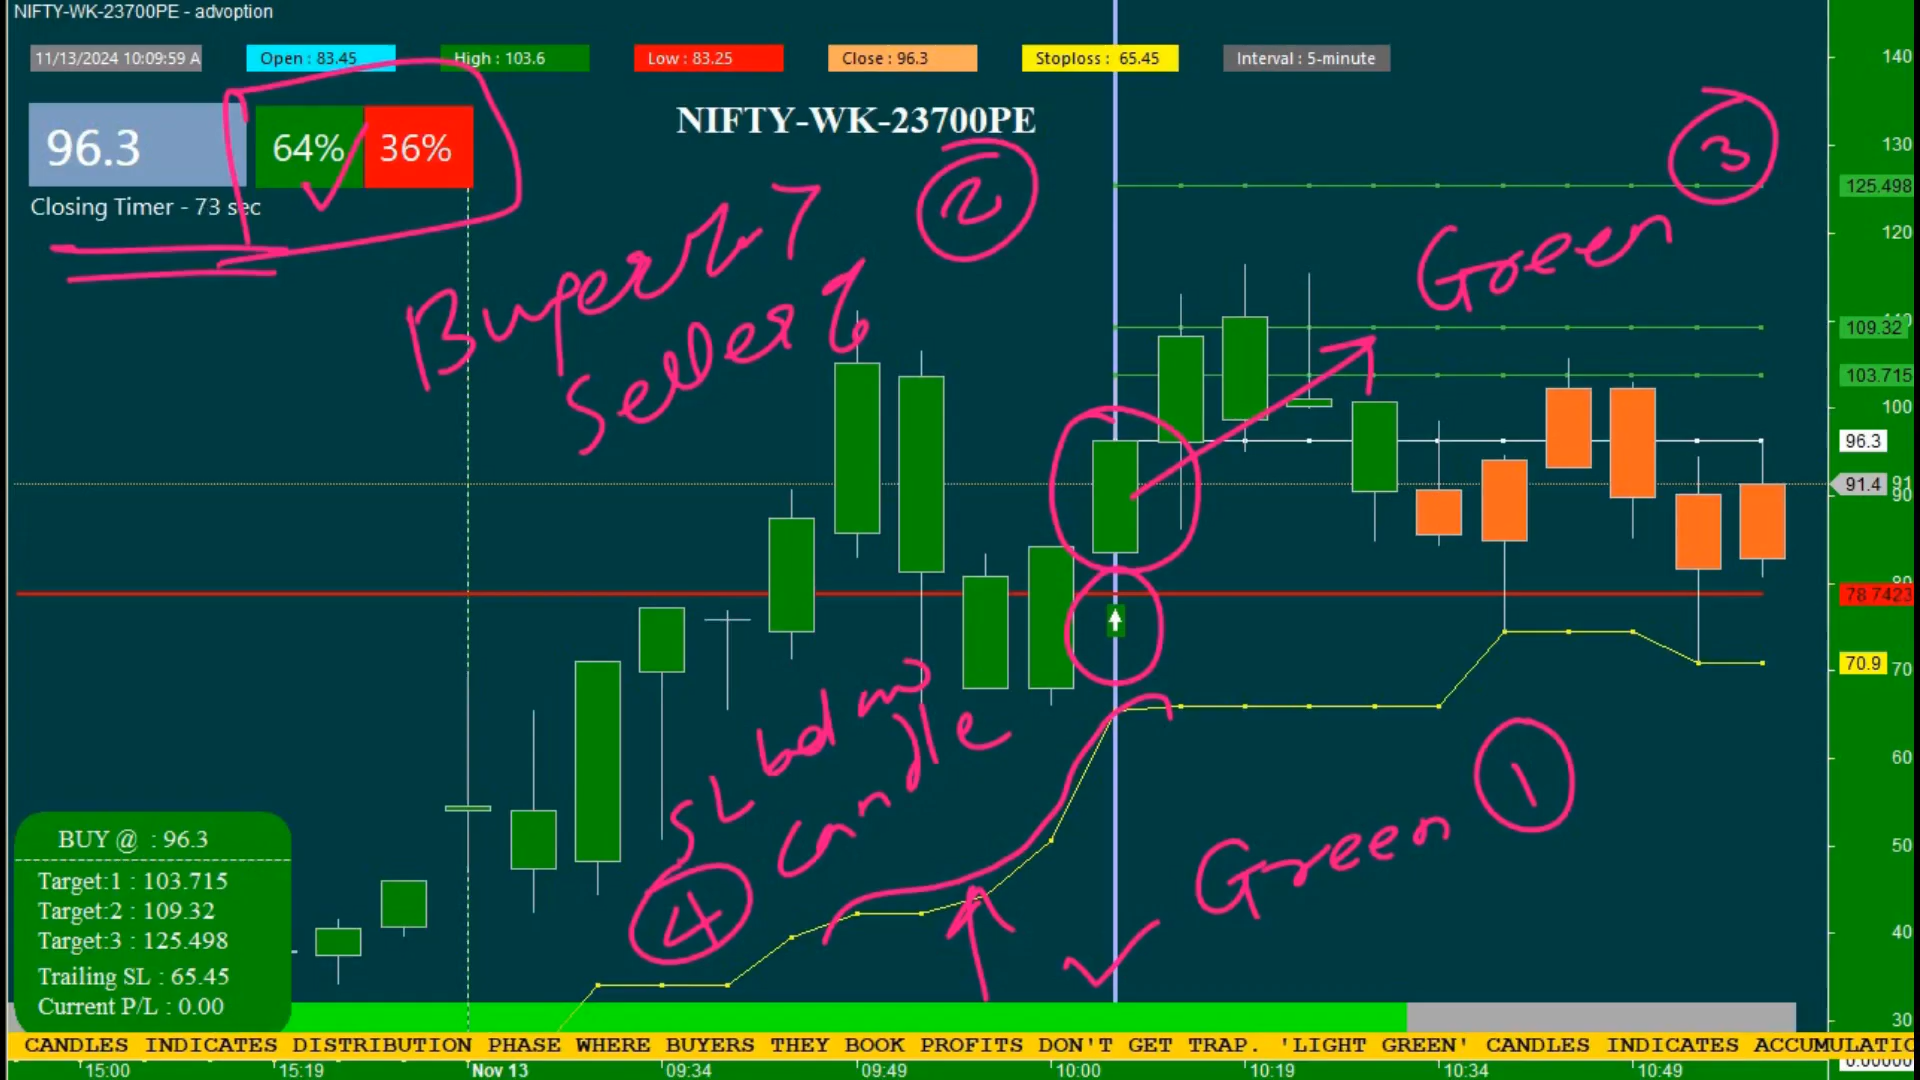 NIFTY-WK-23700PE - advoption
11/13/2024 10:09:59 A
Open : 83.45
High : 103.6
Low : 83.25
Close : 96.3
Stoploss : 65.45
Interval : 5-minute
96.3
64%
36%
Closing Timer - 73 sec
NIFTY-WK-23700PE
2
3
Buyers 7
Seller 6
Green
SL
candle
4
Green
1
140
130
125.498
120
109.32
103.715
100
96.3
91.4
91
90
80
78.7423
70.9
70
60
50
40
30
0.00000
BUY @ : 96.3
Target:1 : 103.715
Target:2 : 109.32
Target:3 : 125.498
Trailing SL : 65.45
Current P/L : 0.00
CANDLES INDICATES DISTRIBUTION PHASE WHERE BUYERS THEY BOOK PROFITS DON'T GET TRAP. 'LIGHT GREEN' CANDLES INDICATES ACCUMULATIO
15:00 15:19 Nov 13 09:34 09:49 10:00 10:19 10:34 10:49